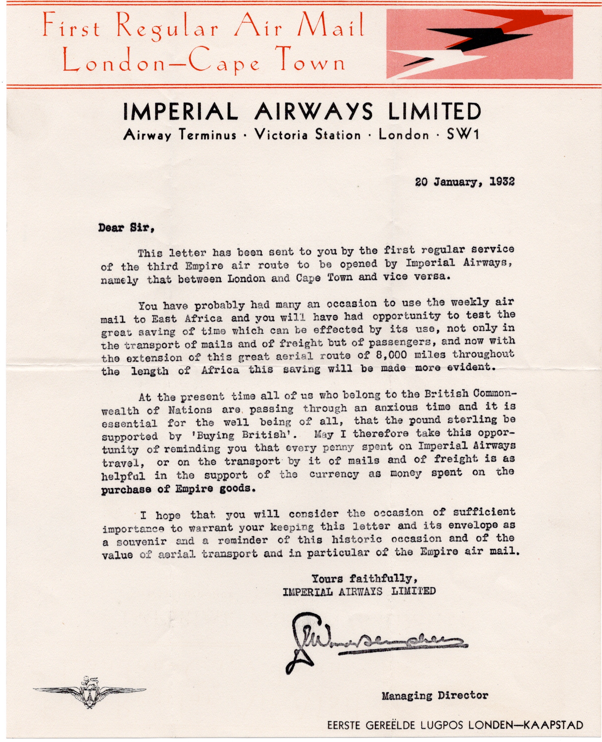 First Regular Air Mail
London—Cape Town
IMPERIAL AIRWAYS LIMITED
Airway Terminus · Victoria Station · London · SW1
20 January, 1932
Dear Sir,
This letter has been sent to you by the first regular service
of the third Empire air route to be opened by Imperial Airways,
namely that between London and Cape Town and vice versa.
You have probably had many an occasion to use the weekly air
mail to East Africa and you will have had opportunity to test the
great saving of time which can be effected by its use, not only in
the transport of mails and of freight but of passengers, and now with
the extension of this great aerial route of 8,000 miles throughout
the length of Africa this saving will be made more evident.
At the present time all of us who belong to the British Common-
wealth of Nations are passing through an anxious time and it is
essential for the well being of all, that the pound sterling be
supported by 'Buying British'. May I therefore take this oppor-
tunity of reminding you that every penny spent on Imperial Airways
travel, or on the transport by it of mails and of freight is as
helpful in the support of the currency as money spent on the
purchase of Empire goods.
I hope that you will consider the occasion of sufficient
importance to warrant your keeping this letter and its envelope as
a souvenir and a reminder of this historic occasion and of the
value of aerial transport and in particular of the Empire air mail.
Yours faithfully,
IMPERIAL AIRWAYS LIMITED
Managing Director
EERSTE GEREËLDE LUGPOS LONDEN—KAAPSTAD